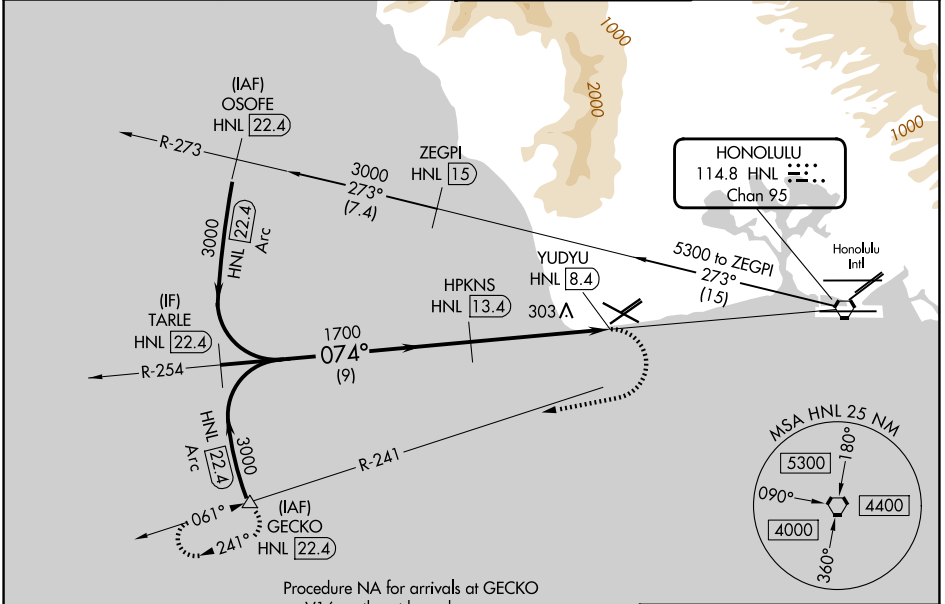 1000
2000
1000
(IAF)
OSOFE
HNL 22.4
R-273
3000
273°
(7.4)
ZEGPI
HNL 15
HONOLULU
114.8 HNL
Chan 95
Honolulu
Intl
5300 to ZEGPI
273°
(15)
3000
HNL 22.4
Arc
YUDYU
HNL 8.4
303
HPKNS
HNL 13.4
(IF)
TARLE
HNL 22.4
R-254
1700
074°
(9)
HNL 22.4
Arc
3000
R-241
061°
241°
(IAF)
GECKO
HNL 22.4
MSA HNL 25 NM
5300
180°
090°
4400
4000
360°
Procedure NA for arrivals at GECKO